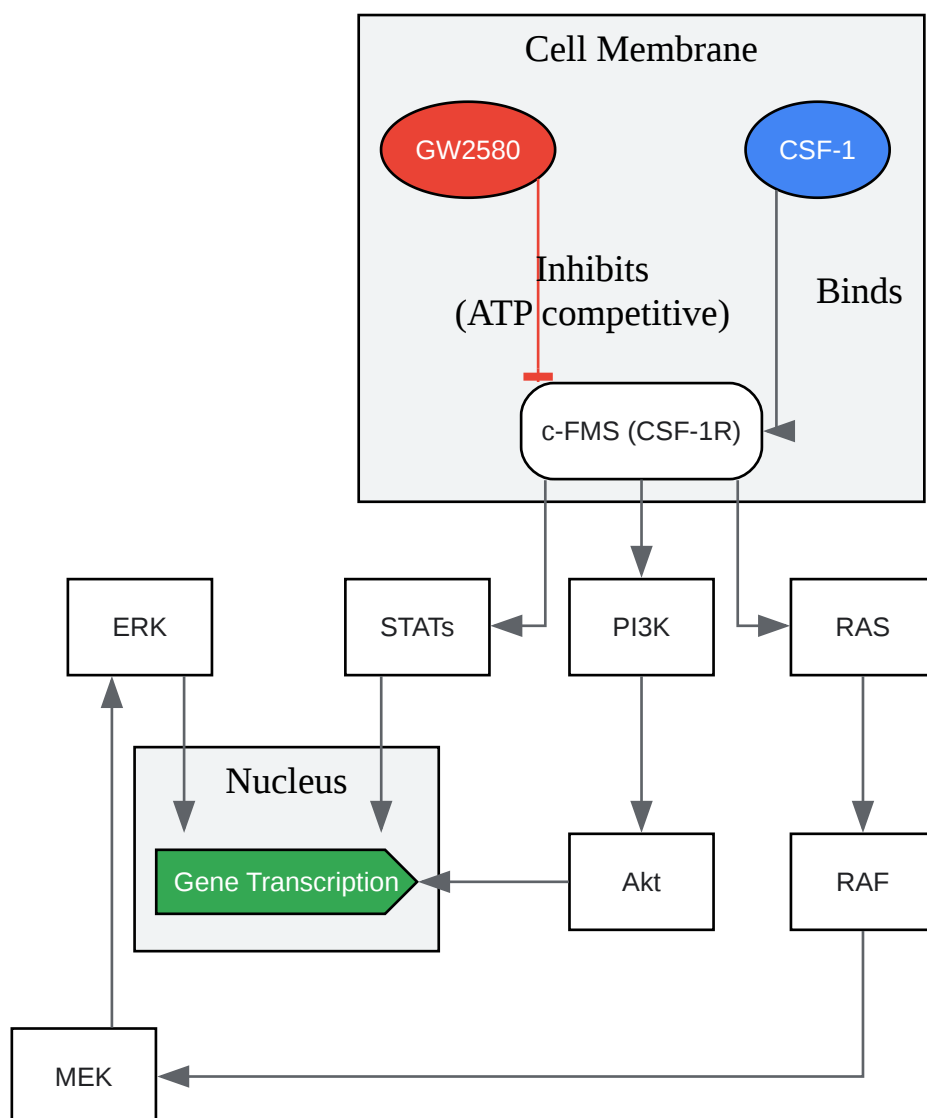 Cell Membrane
GW2580
CSF-1
Inhibits
(ATP competitive)
Binds
c-FMS (CSF-1R)
ERK
STATs
PI3K
RAS
Nucleus
Gene Transcription
Akt
RAF
MEK